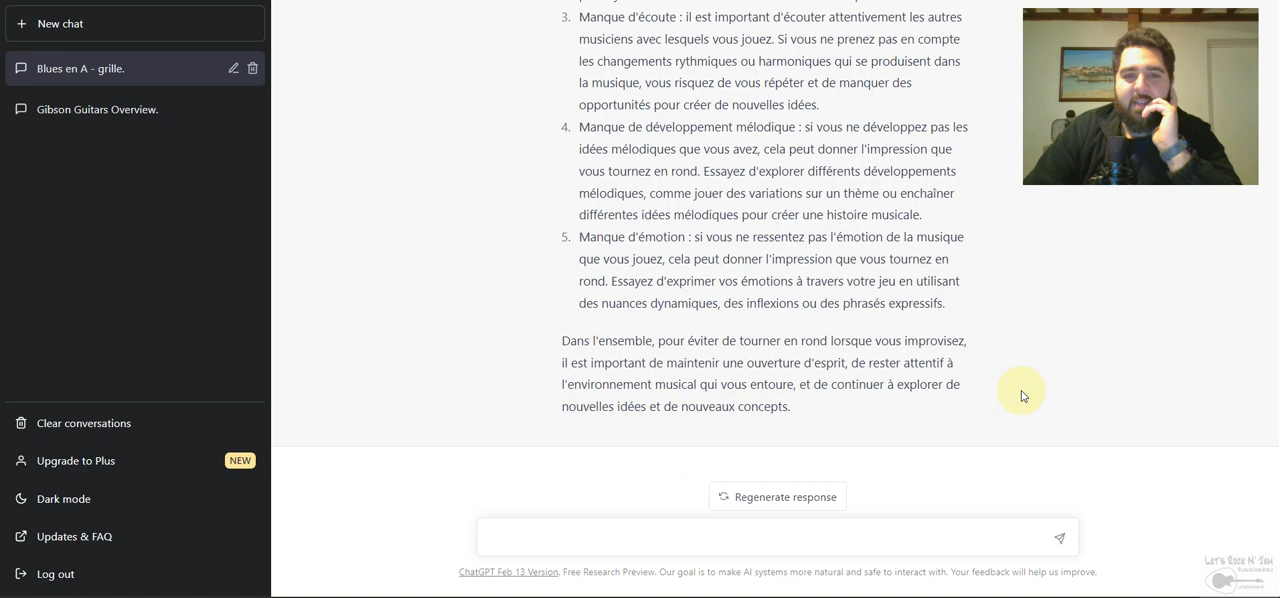 New chat
Blues en A - grille.
Gibson Guitars Overview.
Clear conversations
Upgrade to Plus
NEW
Dark mode
Updates & FAQ
Log out
3. Manque d'écoute : il est important d'écouter attentivement les autres
musiciens avec lesquels vous jouez. Si vous ne prenez pas en compte
les changements rythmiques ou harmoniques qui se produisent dans
la musique, vous risquez de vous répéter et de manquer des
opportunités pour créer de nouvelles idées.
4. Manque de développement mélodique : si vous ne développez pas les
idées mélodiques que vous avez, cela peut donner l'impression que
vous tournez en rond. Essayez d'explorer différents développements
mélodiques, comme jouer des variations sur un thème ou enchaîner
différentes idées mélodiques pour créer une histoire musicale.
5. Manque d'émotion : si vous ne ressentez pas l'émotion de la musique
que vous jouez, cela peut donner l'impression que vous tournez en
rond. Essayez d'exprimer vos émotions à travers votre jeu en utilisant
des nuances dynamiques, des inflexions ou des phrasés expressifs.
Dans l'ensemble, pour éviter de tourner en rond lorsque vous improvisez,
il est important de maintenir une ouverture d'esprit, de rester attentif à
l'environnement musical qui vous entoure, et de continuer à explorer de
nouvelles idées et de nouveaux concepts.
Regenerate response
ChatGPT Feb 13 Version. Free Research Preview. Our goal is to make AI systems more natural and safe to interact with. Your feedback will help us improve.
Let's Rock N' Jam